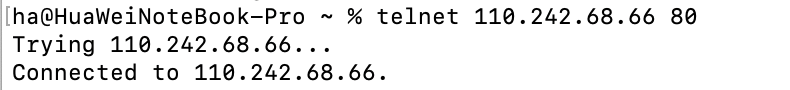 [ha@HuaWeiNoteBook-Pro ~ % telnet 110.242.68.66 80
Trying 110.242.68.66...
Connected to 110.242.68.66.